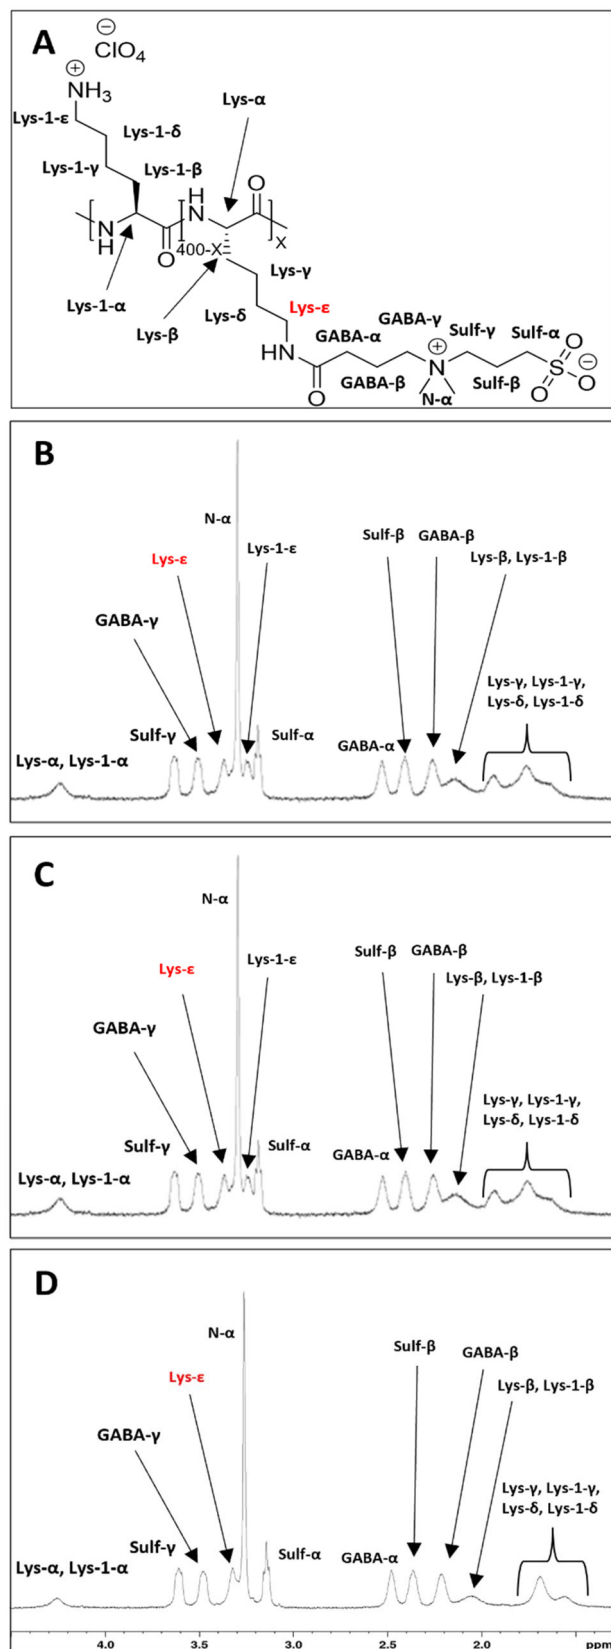 A
⊖
ClO₄
⊕
NH₃
Lys-α
Lys-1-ε
Lys-1-δ
Lys-1-γ
Lys-1-β
H
N
O
N
H
O
400-X
X
Lys-1-α
Lys-γ
Lys-β
Lys-δ
Lys-ε
GABA-α
GABA-γ
Sulf-γ
Sulf-α
HN
⊕
N
O
⊖
S
O
O
GABA-β
N-α
Sulf-β
O
B
N-α
Sulf-β
GABA-β
Lys-1-ε
Lys-ε
Lys-β, Lys-1-β
GABA-γ
Lys-γ, Lys-1-γ,
Lys-δ, Lys-1-δ
Sulf-γ
Sulf-α
Lys-α, Lys-1-α
GABA-α
C
N-α
Sulf-β
GABA-β
Lys-1-ε
Lys-ε
Lys-β, Lys-1-β
GABA-γ
Lys-γ, Lys-1-γ,
Lys-δ, Lys-1-δ
Sulf-γ
Sulf-α
GABA-α
Lys-α, Lys-1-α
D
N-α
Sulf-β
GABA-β
Lys-ε
Lys-β, Lys-1-β
GABA-γ
Lys-γ, Lys-1-γ,
Lys-δ, Lys-1-δ
Sulf-γ
Sulf-α
GABA-α
Lys-α, Lys-1-α
4.0 3.5 3.0 2.5 2.0 ppm